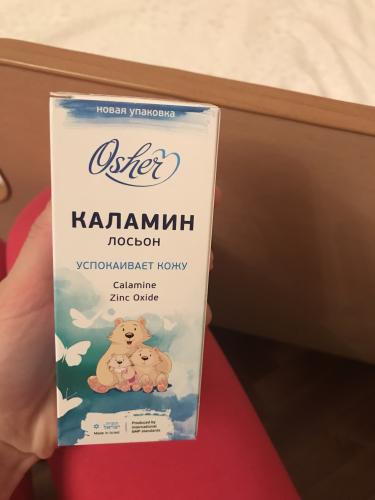 новая упаковка
Osher
КАЛАМИН
ЛОСЬОН
УСПОКАИВАЕТ КОЖУ
Calamine
Zinc Oxide
Made in Israel
Produced by
international
GMP standards